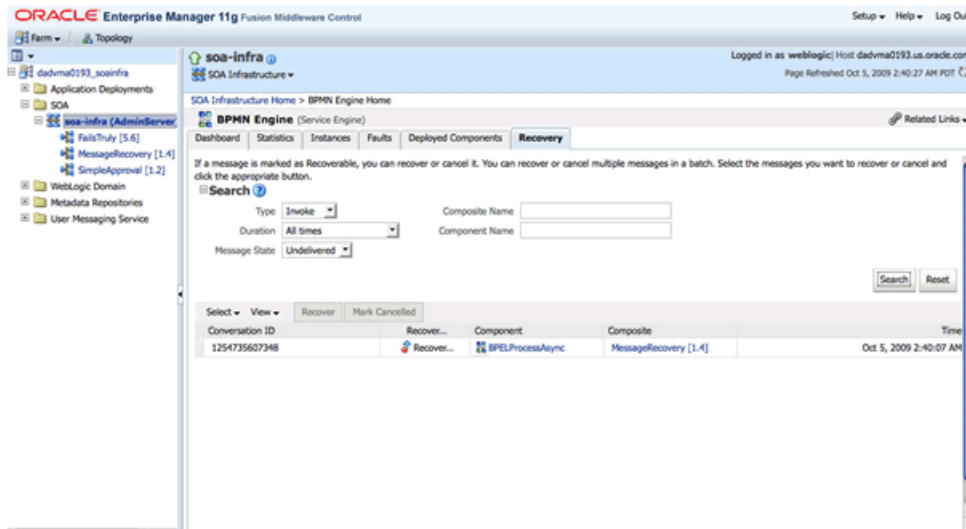 ORACLE Enterprise Manager 11g Fusion Middleware Control
Setup Help Log Ou
Farm Topology
dadvma0193_soainfra
Application Deployments
SOA
soa-infra (AdminServer
FailsTruly [5.6]
MessageRecovery [1.4]
SimpleApproval [1.2]
WebLogic Domain
Metadata Repositories
User Messaging Service
soa-infra
Logged in as weblogic| Host dadvma0193.us.oracle.com
SOA Infrastructure
Page Refreshed Oct 5, 2009 2:40:27 AM PDT
SOA Infrastructure Home > BPMN Engine Home
BPMN Engine (Service Engine)
Related Links
Dashboard Statistics Instances Faults Deployed Components Recovery
If a message is marked as Recoverable, you can recover or cancel it. You can recover or cancel multiple messages in a batch. Select the messages you want to recover or cancel and
click the appropriate button.
Search
Type Invoke Composite Name
Duration All times Component Name
Message State Undelivered
Search Reset
Select View Recover Mark Cancelled
Conversation ID Recover... Component Composite Time
1254735607348 Recover... BPELProcessAsync MessageRecovery [1.4] Oct 5, 2009 2:40:07 AM